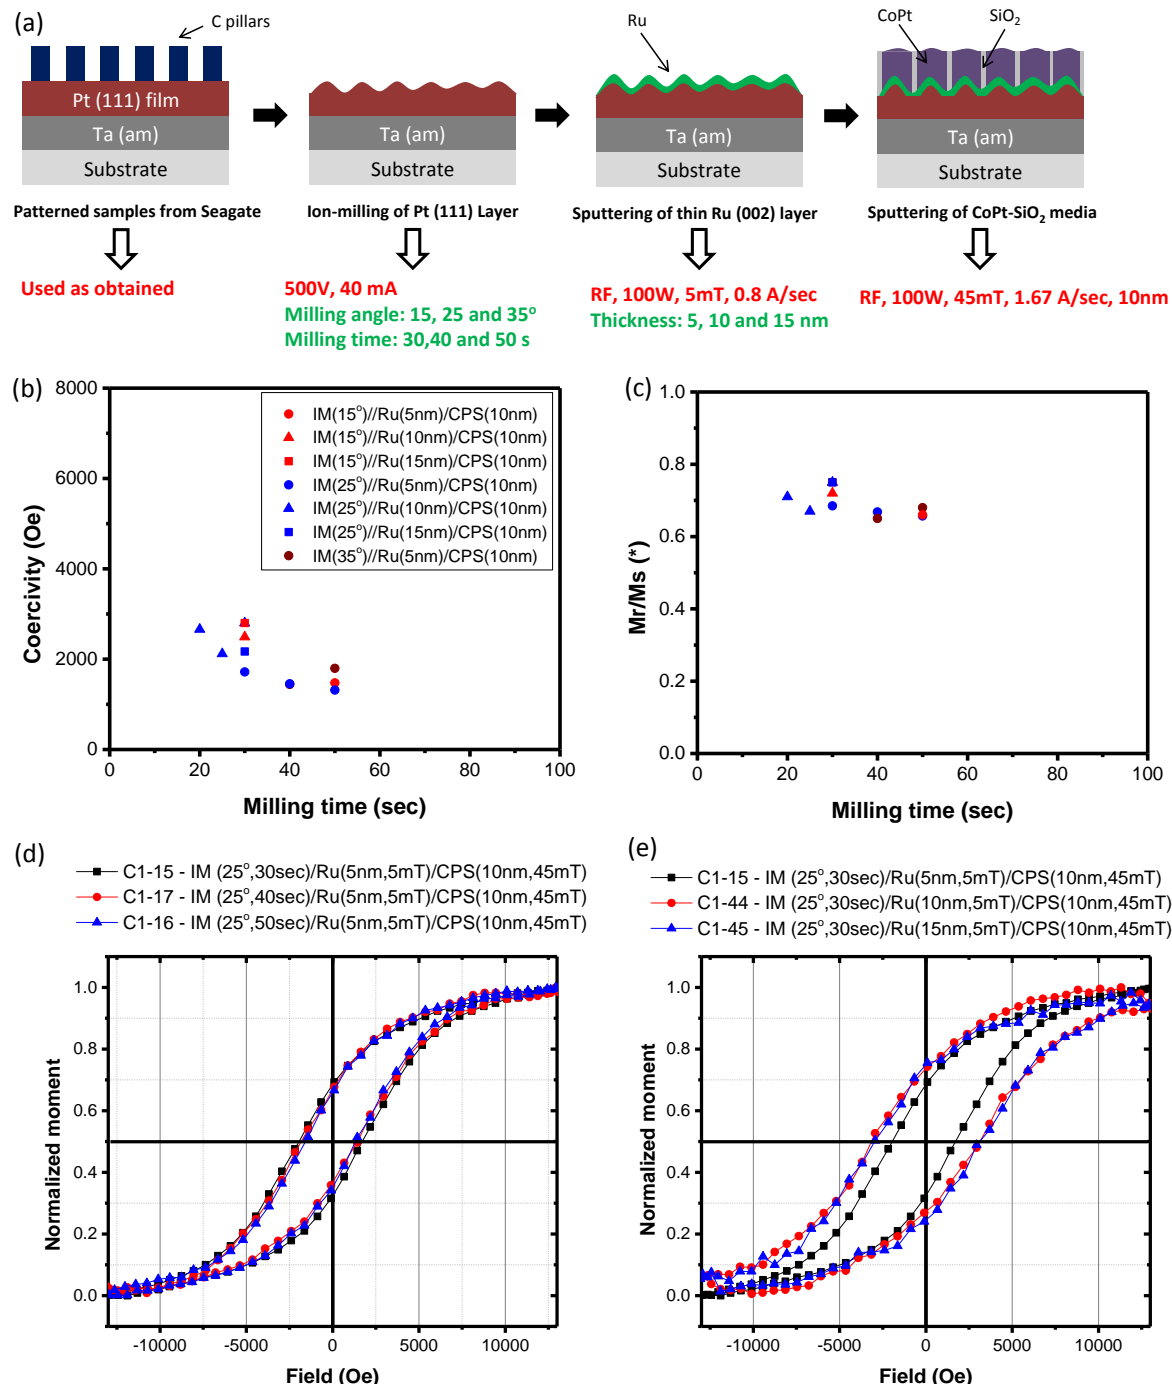 (a)
C pillars
Pt (111) film
Ta (am)
Substrate
Patterned samples from Seagate
Used as obtained
Ta (am)
Substrate
Ion-milling of Pt (111) Layer
500V, 40 mA
Milling angle: 15, 25 and 35°
Milling time: 30,40 and 50 s
Ru
Ta (am)
Substrate
Sputtering of thin Ru (002) layer
RF, 100W, 5mT, 0.8 A/sec
Thickness: 5, 10 and 15 nm
CoPt
SiO₂
Ta (am)
Substrate
Sputtering of CoPt-SiO₂ media
RF, 100W, 45mT, 1.67 A/sec, 10nm
(b)
8000
6000
4000
2000
0
Coercivity (Oe)
IM(15°)//Ru(5nm)/CPS(10nm)
IM(15°)//Ru(10nm)/CPS(10nm)
IM(15°)//Ru(15nm)/CPS(10nm)
IM(25°)//Ru(5nm)/CPS(10nm)
IM(25°)//Ru(10nm)/CPS(10nm)
IM(25°)//Ru(15nm)/CPS(10nm)
IM(35°)//Ru(5nm)/CPS(10nm)
0 20 40 60 80 100
Milling time (sec)
(c)
1.0
0.8
0.6
0.4
0.2
0.0
Mr/Ms (*)
0 20 40 60 80 100
Milling time (sec)
(d)
C1-15 - IM (25°,30sec)/Ru(5nm,5mT)/CPS(10nm,45mT)
C1-17 - IM (25°,40sec)/Ru(5nm,5mT)/CPS(10nm,45mT)
C1-16 - IM (25°,50sec)/Ru(5nm,5mT)/CPS(10nm,45mT)
1.0
0.8
0.6
0.4
0.2
0.0
Normalized moment
-10000 -5000 0 5000 10000
Field (Oe)
(e)
C1-15 - IM (25°,30sec)/Ru(5nm,5mT)/CPS(10nm,45mT)
C1-44 - IM (25°,30sec)/Ru(10nm,5mT)/CPS(10nm,45mT)
C1-45 - IM (25°,30sec)/Ru(15nm,5mT)/CPS(10nm,45mT)
1.0
0.8
0.6
0.4
0.2
0.0
Normalized moment
-10000 -5000 0 5000 10000
Field (Oe)